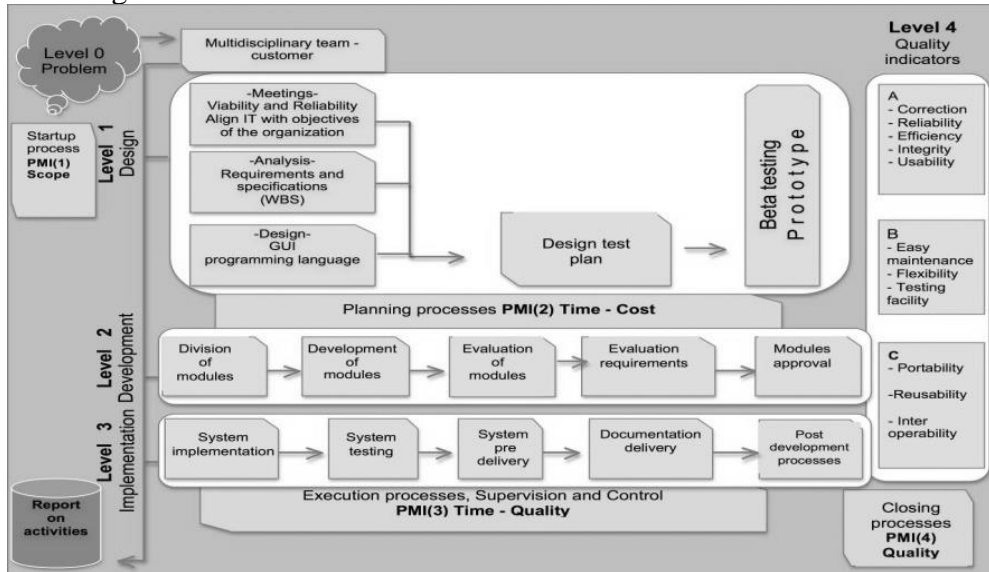 Level 0
Problem
Multidisciplinary team -
customer
Level 4
Quality
indicators
Startup
process
PMI(1)
Scope
Level 1
Design
-Meetings-
Viability and Reliability
Align IT with objectives
of the organization
-Analysis-
Requirements and
specifications
(WBS)
-Design-
GUI
programming language
Design test
plan
Beta testing
Prototype
Planning processes PMI(2) Time - Cost
A
- Correction
- Reliability
- Efficiency
- Integrity
- Usability
B
- Easy
maintenance
- Flexibility
- Testing
facility
C
- Portability
-Reusability
- Inter
operability
Level 2
Development
Division
of modules
Development
of modules
Evaluation
of
modules
Evaluation
requirements
Modules
approval
Level 3
Implementation
System
implementation
System
testing
System
pre
delivery
Documentation
delivery
Post
development
processes
Execution processes, Supervision and Control
PMI(3) Time - Quality
Report
on
activities
Closing
processes
PMI(4)
Quality